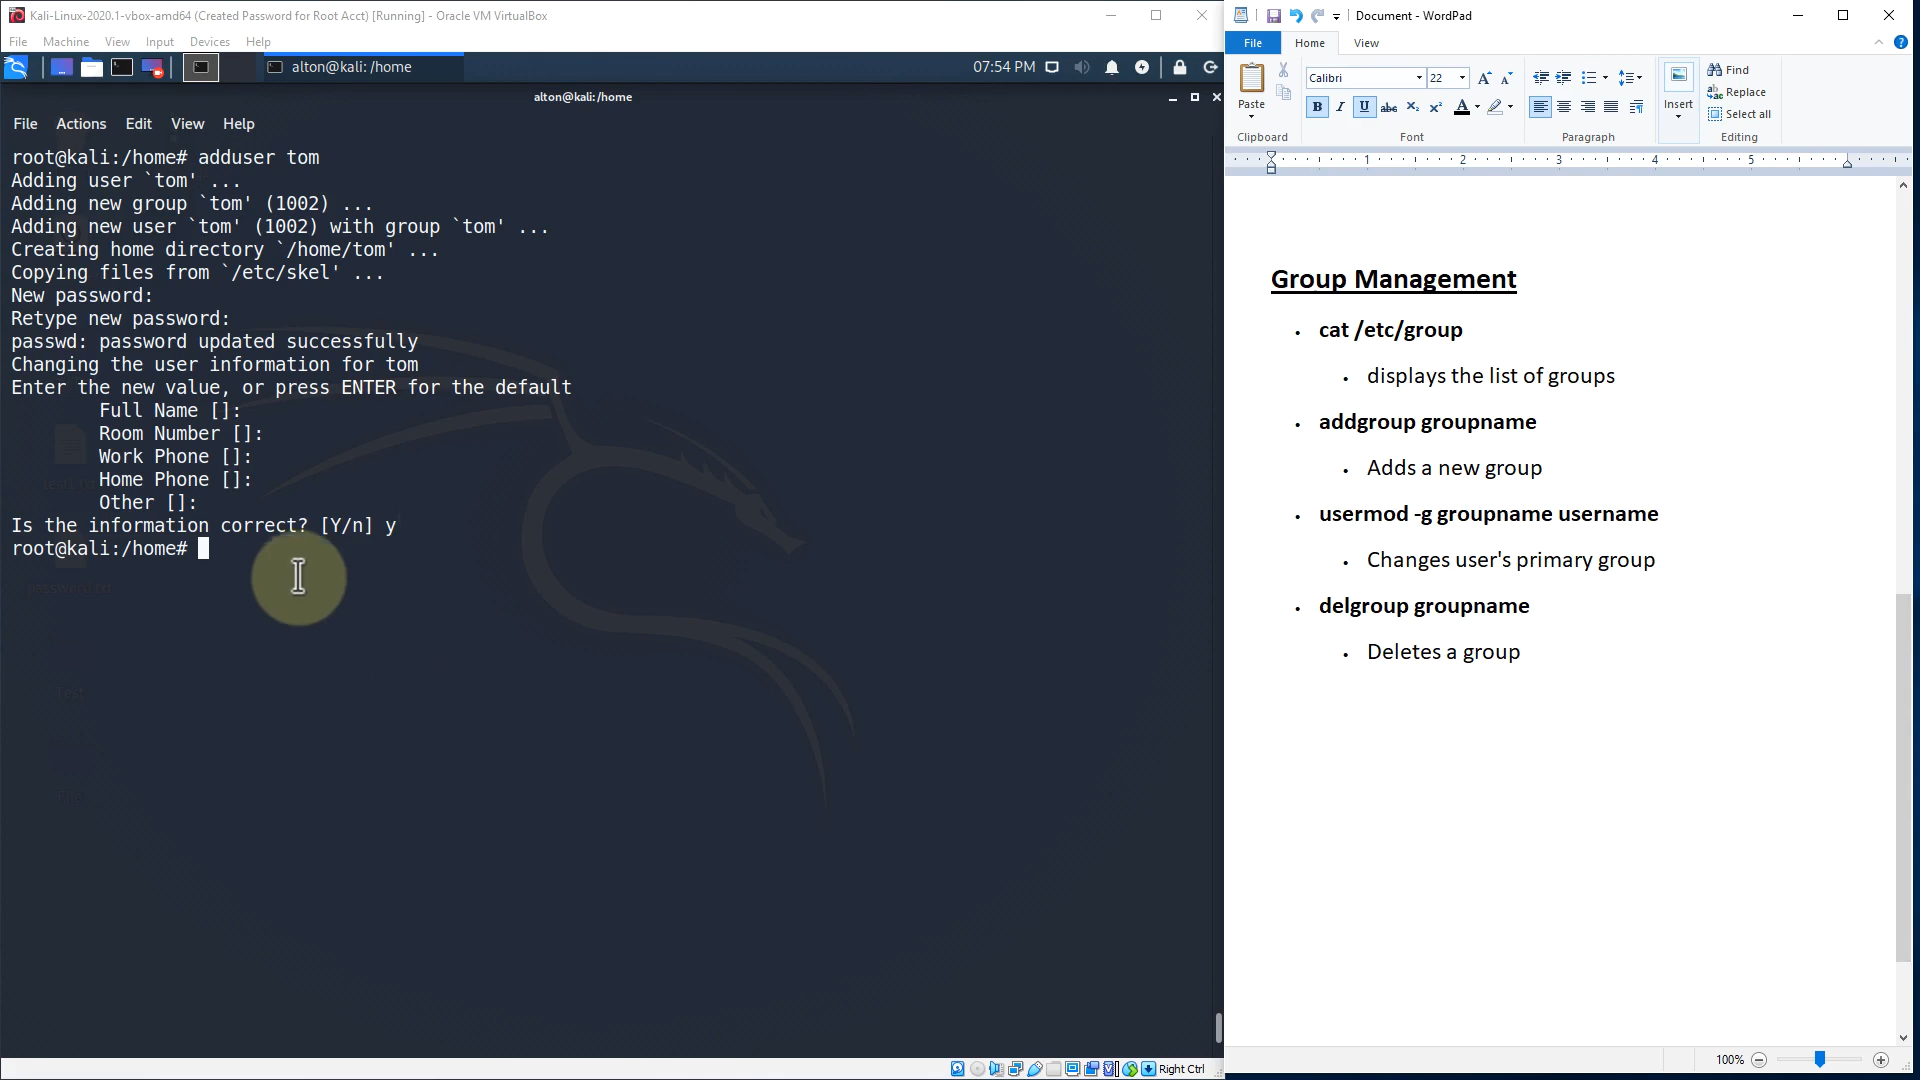 Kali-Linux-2020.1-vbox-amd64 (Created Password for Root Acct) [Running] - Oracle VM VirtualBox
File Machine View Input Devices Help
alton@kali: /home
07:54 PM
alton@kali:/home
File Actions Edit View Help
root@kali:/home# adduser tom
Adding user `tom' ...
Adding new group `tom' (1002) ...
Adding new user `tom' (1002) with group `tom' ...
Creating home directory `/home/tom' ...
Copying files from `/etc/skel' ...
New password:
Retype new password:
passwd: password updated successfully
Changing the user information for tom
Enter the new value, or press ENTER for the default
Full Name []:
Room Number []:
Work Phone []:
Home Phone []:
Other []:
Is the information correct? [Y/n] y
root@kali:/home#
Test
File
Right Ctrl
Document - WordPad
File Home View
Paste
Clipboard
Calibri 22
Font
Paragraph
Insert
Find
Replace
Select all
Editing
1 2 3 4 5
Group Management
• cat /etc/group
• displays the list of groups
• addgroup groupname
• Adds a new group
• usermod -g groupname username
• Changes user's primary group
• delgroup groupname
• Deletes a group
100%